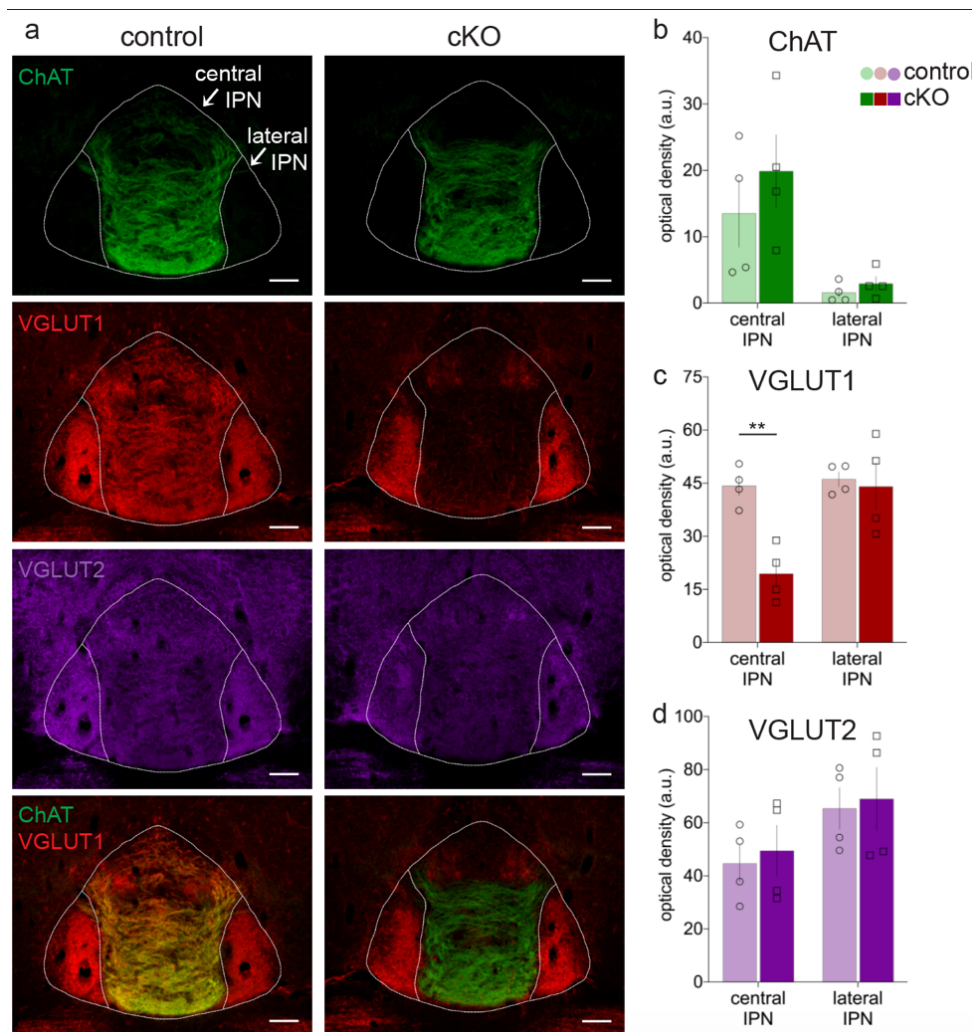 a
control
cKO
ChAT
central
IPN
lateral
IPN
VGLUT1
VGLUT2
ChAT
VGLUT1
b
ChAT
control
cKO
optical density (a.u.)
40
30
20
10
0
central
IPN
lateral
IPN
c
VGLUT1
optical density (a.u.)
75
60
45
30
15
0
**
central
IPN
lateral
IPN
d
VGLUT2
optical density (a.u.)
100
80
60
40
20
0
central
IPN
lateral
IPN